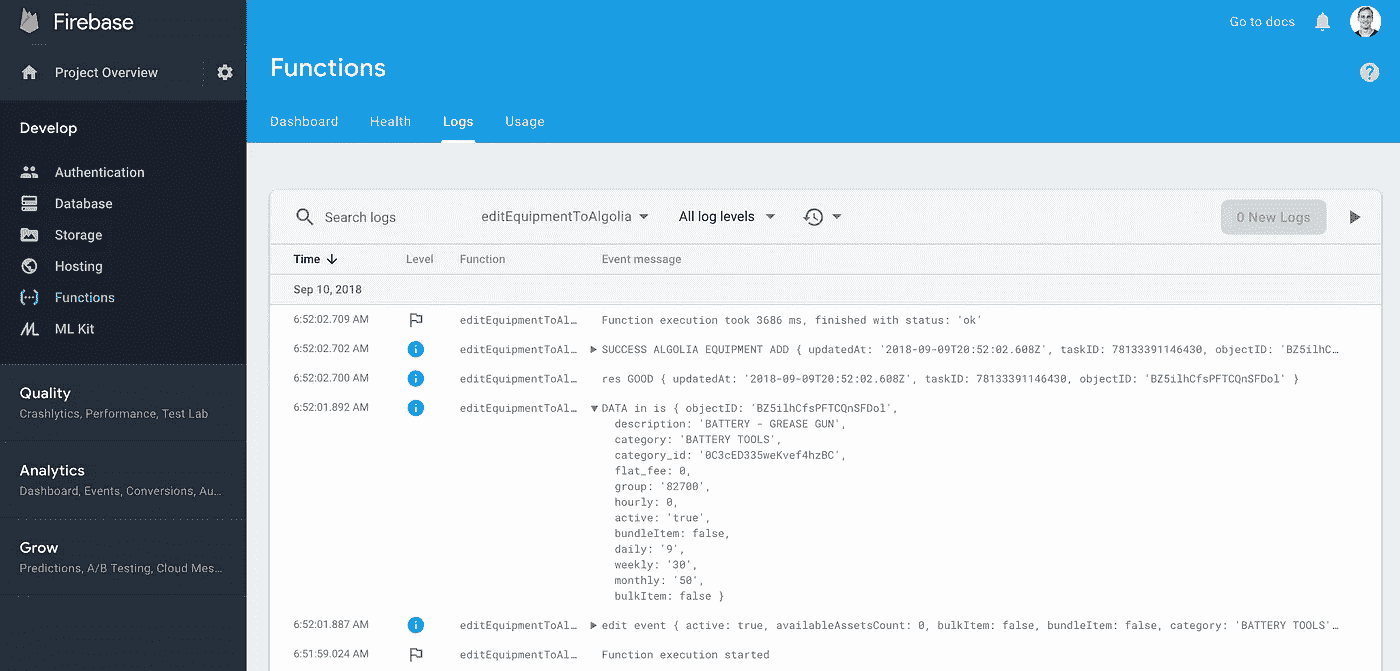 Firebase
Go to docs
Project Overview
Functions
Dashboard Health Logs Usage
Develop
Authentication
Database
Storage
Hosting
Functions
ML Kit
Quality
Crashlytics, Performance, Test Lab
Analytics
Dashboard, Events, Conversions, Au...
Grow
Predictions, A/B Testing, Cloud Mes...
Search logs editEquipmentToAlgolia All log levels 0 New Logs
Time Level Function Event message
Sep 10, 2018
6:52:02.709 AM editEquipmentToAl… Function execution took 3686 ms, finished with status: 'ok'
6:52:02.702 AM editEquipmentToAl… SUCCESS ALGOLIA EQUIPMENT ADD { updatedAt: '2018-09-09T20:52:02.608Z', taskID: 78133391146430, objectID: 'BZ5ilhC…
6:52:02.700 AM editEquipmentToAl… res GOOD { updatedAt: '2018-09-09T20:52:02.608Z', taskID: 78133391146430, objectID: 'BZ5ilhCfsPFTCQnSFDol' }
6:52:01.892 AM editEquipmentToAl… DATA in is { objectID: 'BZ5ilhCfsPFTCQnSFDol',
description: 'BATTERY - GREASE GUN',
category: 'BATTERY TOOLS',
category_id: '0C3cED335weKvef4hzBC',
flat_fee: 0,
group: '82700',
hourly: 0,
active: 'true',
bundleItem: false,
daily: '9',
weekly: '30',
monthly: '50',
bulkItem: false }
6:52:01.887 AM editEquipmentToAl… edit event { active: true, availableAssetsCount: 0, bulkItem: false, bundleItem: false, category: 'BATTERY TOOLS'…
6:51:59.024 AM editEquipmentToAl… Function execution started